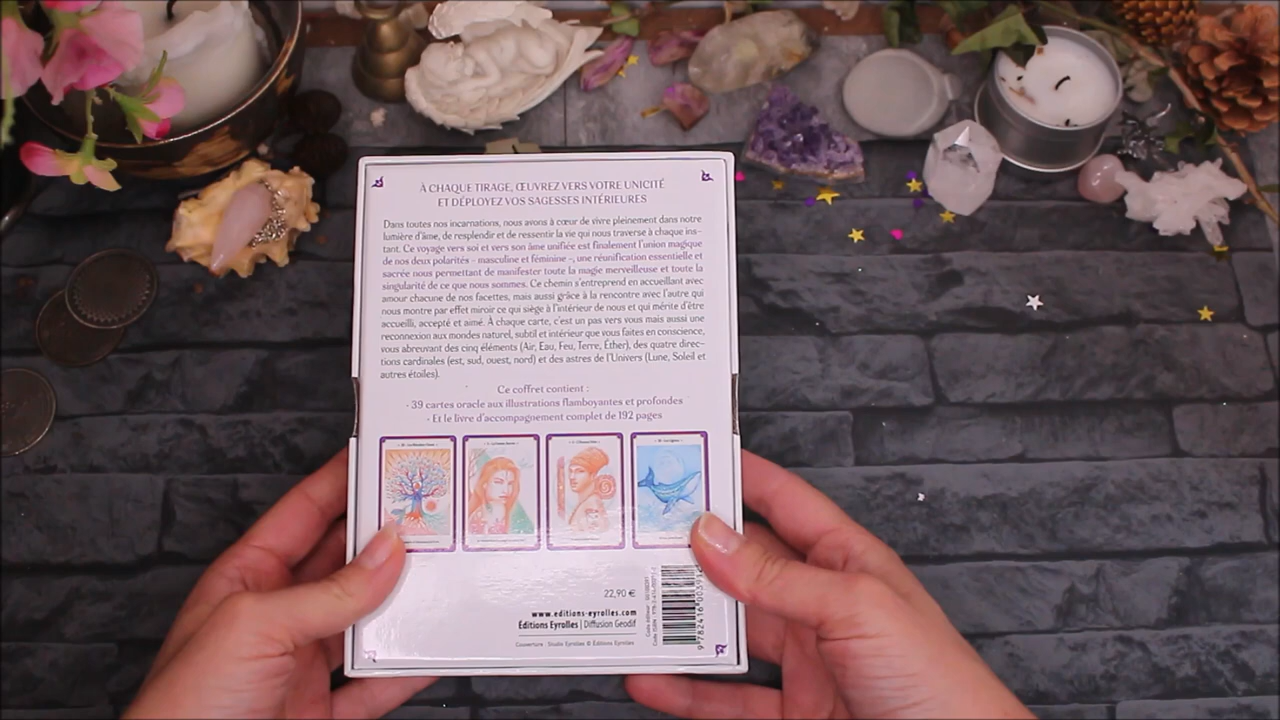 À CHAQUE TIRAGE, ŒUVREZ VERS VOTRE UNICITÉ
ET DÉPLOYEZ VOS SAGESSES INTÉRIEURES
Dans toutes nos incarnations, nous avons à cœur de vivre pleinement dans notre
lumière d'âme, de resplendir et de ressentir la vie qui nous traverse à chaque ins-
tant. Ce voyage vers soi et vers son âme unifiée est finalement l'union magique
de nos deux polarités – masculine et féminine –, une réunification essentielle et
sacrée nous permettant de manifester toute la magie merveilleuse et toute la
singularité de ce que nous sommes. Ce chemin s'entreprend en accueillant avec
amour chacune de nos facettes, mais aussi grâce à la rencontre avec l'autre qui
nous montre par effet miroir ce qui siège à l'intérieur de nous et qui mérite d'être
accueilli, accepté et aimé. À chaque carte, c'est un pas vers vous mais aussi une
reconnexion aux mondes naturel, subtil et intérieur que vous faites en conscience,
vous abreuvant des cinq éléments (Air, Eau, Feu, Terre, Éther), des quatre direc-
tions cardinales (est, sud, ouest, nord) et des astres de l'Univers (Lune, Soleil et
autres étoiles).
Ce coffret contient :
- 39 cartes oracle aux illustrations flamboyantes et profondes
- Et le livre d'accompagnement complet de 192 pages
22,90 €
www.editions-eyrolles.com
Éditions Eyrolles | Diffusion Geodif
Couverture : Studio Eyrolles © Éditions Eyrolles